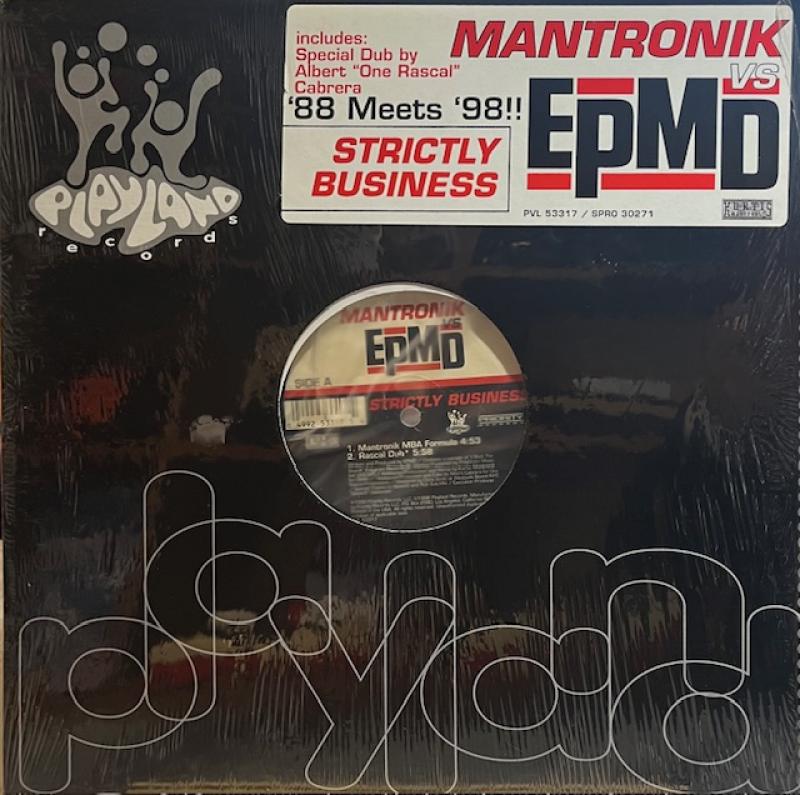 PLAYLAND
records
includes:
Special Dub by
Albert "One Rascal"
Cabrera
'88 Meets '98!!
STRICTLY
BUSINESS
MANTRONIK
VS
EPMD
PVL 53317 / SPRO 30271
MANTRONIK
VS
EPMD
SIDE A
STRICTLY BUSINESS
1. Mantronik MBA Formula 4:53
2. Rascal Dub* 5:58
playland